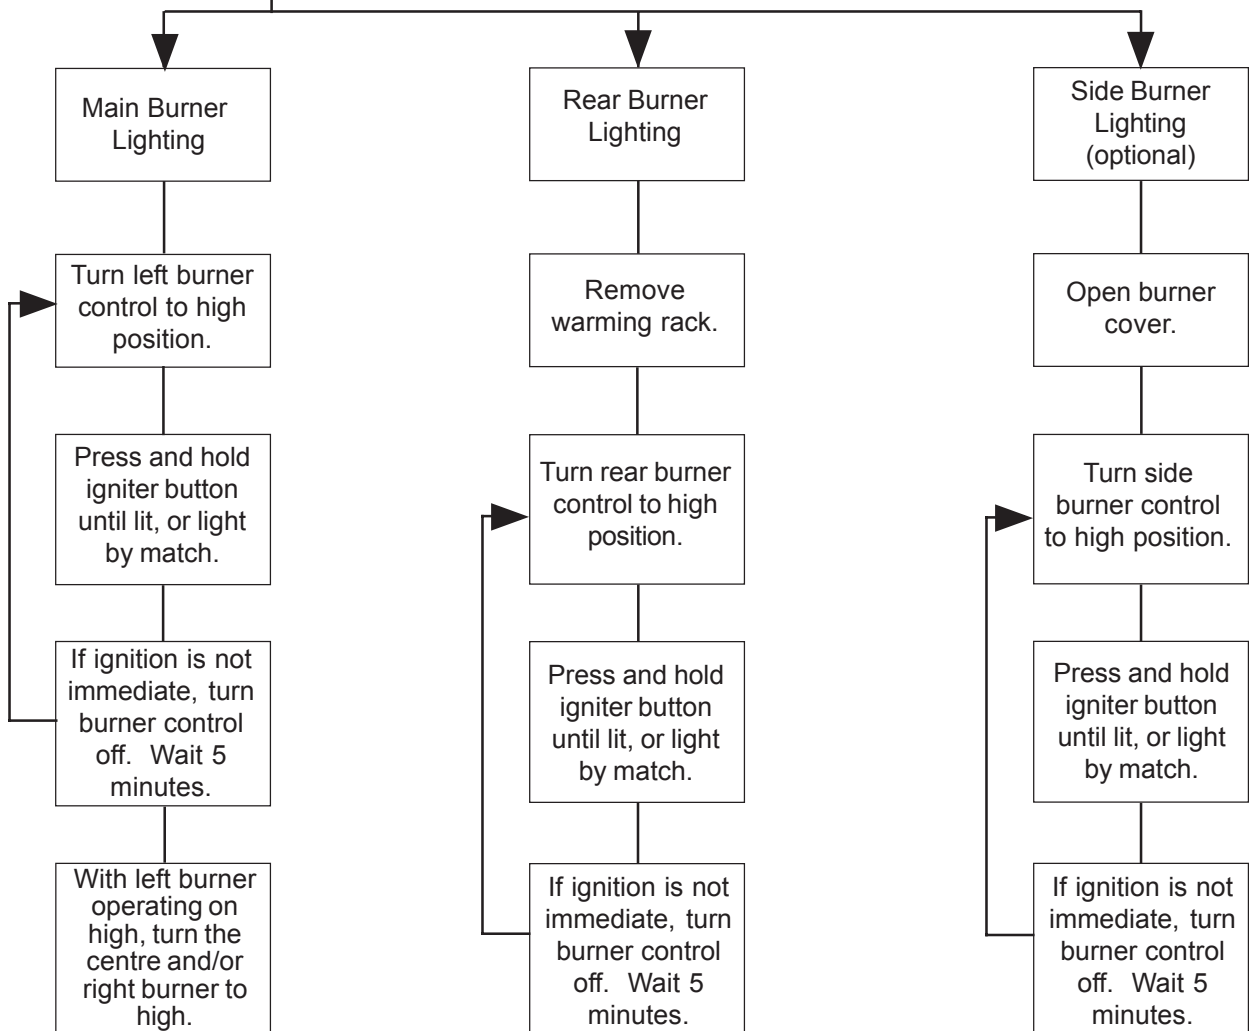 Main Burner
Lighting
Turn left burner
control to high
position.
Press and hold
igniter button
until lit, or light
by match.
If ignition is not
immediate, turn
burner control
off. Wait 5
minutes.
With left burner
operating on
high, turn the
centre and/or
right burner to
high.
Rear Burner
Lighting
Remove
warming rack.
Turn rear burner
control to high
position.
Press and hold
igniter button
until lit, or light
by match.
If ignition is not
immediate, turn
burner control
off. Wait 5
minutes.
Side Burner
Lighting
(optional)
Open burner
cover.
Turn side
burner control
to high position.
Press and hold
igniter button
until lit, or light
by match.
If ignition is not
immediate, turn
burner control
off. Wait 5
minutes.